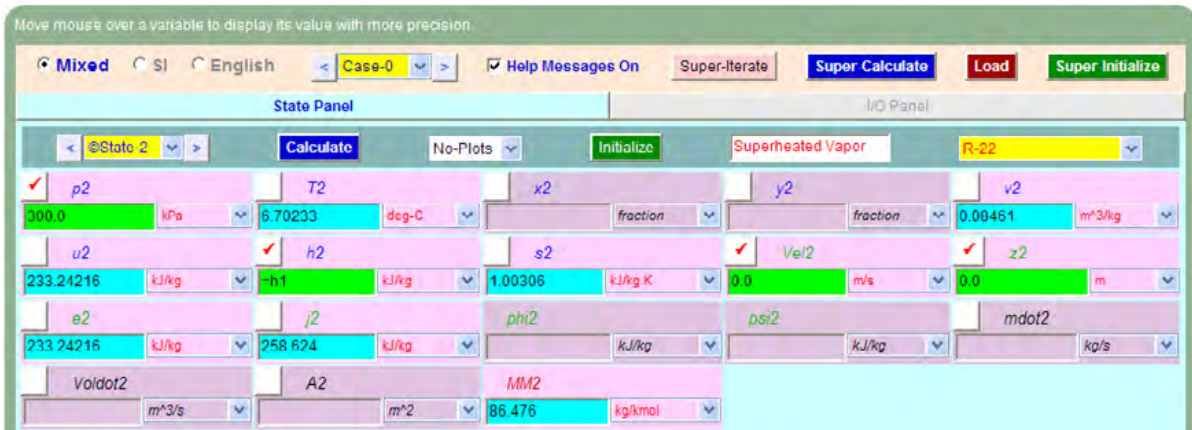 Move mouse over a variable to display its value with more precision.
Mixed SI English < Case-0 > Help Messages On Super-Iterate Super Calculate Load Super Initialize
State Panel I/O Panel
< ©State-2 > Calculate No-Plots Initialize Superheated Vapor R-22
p2 T2 x2 y2 v2
300.0 kPa 6.70233 deg-C fraction fraction 0.08461 m^3/kg
u2 h2 s2 Vel2 z2
233.24216 kJ/kg =h1 kJ/kg 1.00306 kJ/kg.K 0.0 m/s 0.0 m
e2 j2 phi2 psi2 mdot2
233.24216 kJ/kg 258.624 kJ/kg kJ/kg kJ/kg kg/s
Voldot2 A2 MM2
m^3/s m^2 86.476 kg/kmol